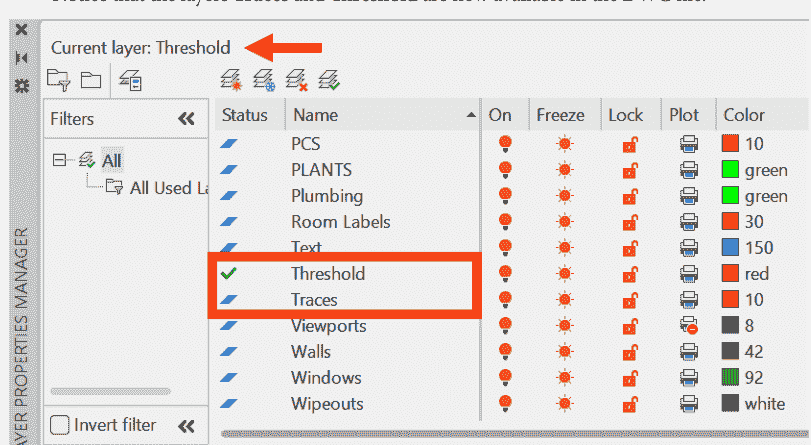 Current layer: Threshold
Filters
All
All Used La
Invert filter
LAYER PROPERTIES MANAGER
Status Name On Freeze Lock Plot Color
PCS 10
PLANTS green
Plumbing green
Room Labels 30
Text 150
Threshold red
Traces 10
Viewports 8
Walls 42
Windows 92
Wipeouts white